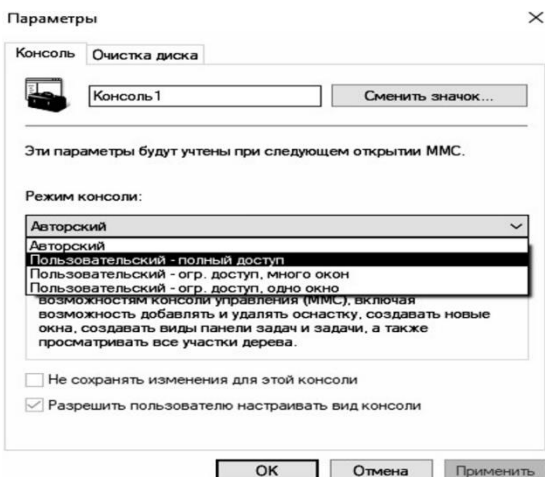 Параметры
Консоль Очистка диска
Консоль1 Сменить значок...
Эти параметры будут учтены при следующем открытии MMC.
Режим консоли:
Авторский
Авторский
Пользовательский - полный доступ
Пользовательский - огр. доступ, много окон
Пользовательский - огр. доступ, одно окно
возможностям консоли управления (MMC), включая
возможность добавлять и удалять оснастку, создавать новые
окна, создавать виды панели задач и задачи, а также
просматривать все участки дерева.
Не сохранять изменения для этой консоли
Разрешить пользователю настраивать вид консоли
ОК Отмена Применить